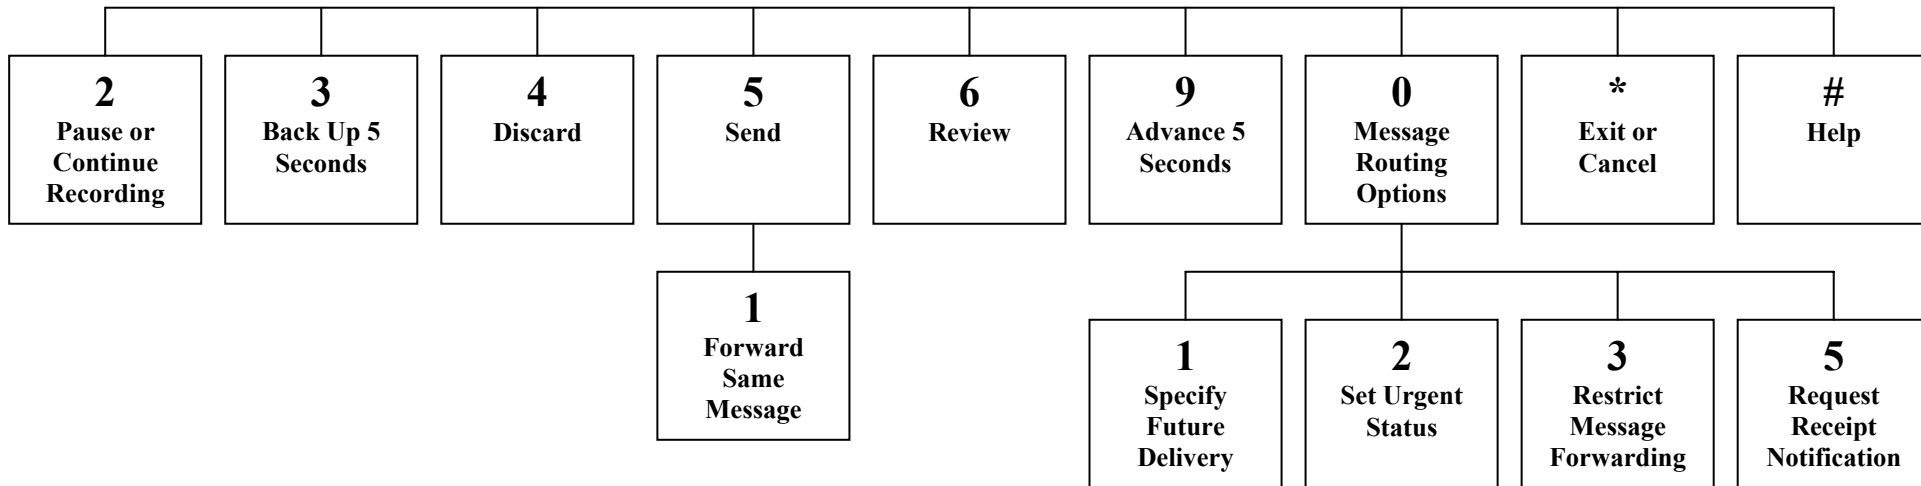 2
Pause or
Continue
Recording
3
Back Up 5
Seconds
4
Discard
5
Send
6
Review
9
Advance 5
Seconds
0
Message
Routing
Options
*
Exit or
Cancel
#
Help
1
Forward
Same
Message
1
Specify
Future
Delivery
2
Set Urgent
Status
3
Restrict
Message
Forwarding
5
Request
Receipt
Notification